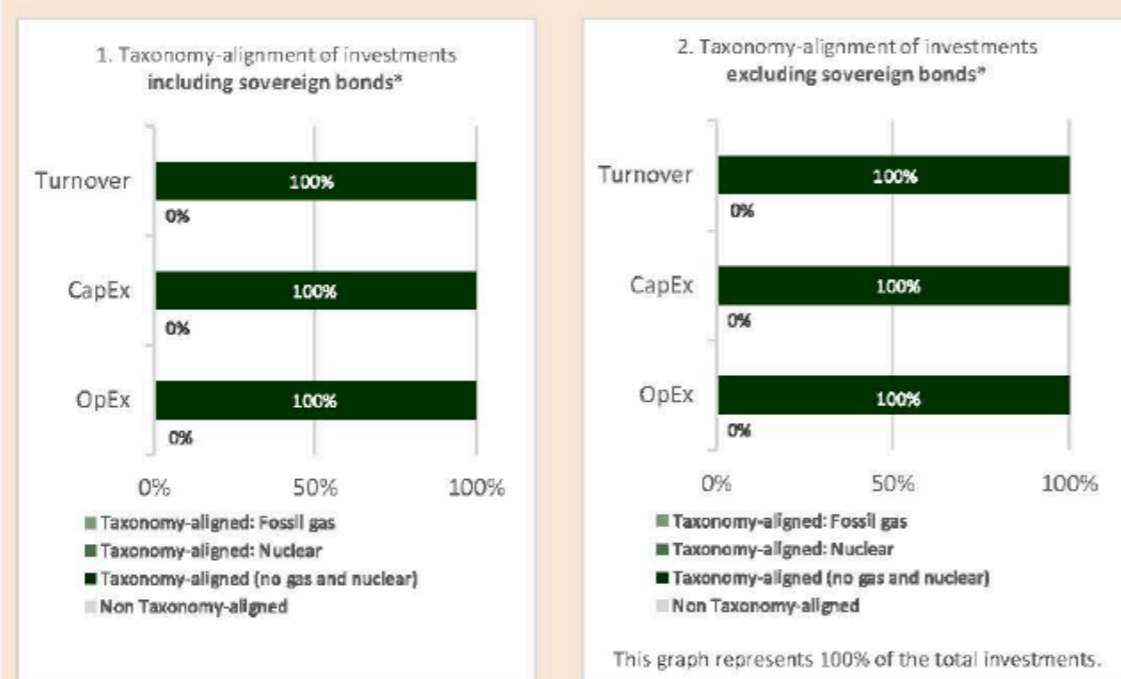 1. Taxonomy-alignment of investments
including sovereign bonds*
Turnover
100%
0%
CapEx
100%
0%
OpEx
100%
0%
0% 50% 100%
Taxonomy-aligned: Fossil gas
Taxonomy-aligned: Nuclear
Taxonomy-aligned (no gas and nuclear)
Non Taxonomy-aligned
2. Taxonomy-alignment of investments
excluding sovereign bonds*
Turnover
100%
0%
CapEx
100%
0%
OpEx
100%
0%
0% 50% 100%
Taxonomy-aligned: Fossil gas
Taxonomy-aligned: Nuclear
Taxonomy-aligned (no gas and nuclear)
Non Taxonomy-aligned
This graph represents 100% of the total investments.